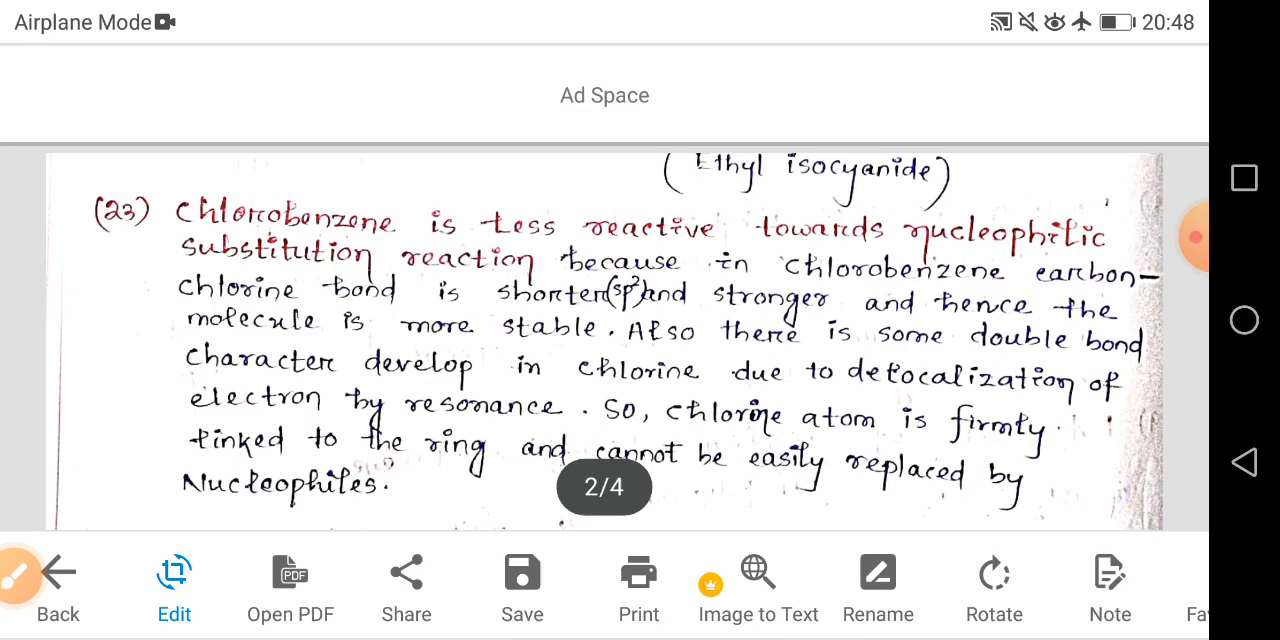 Airplane Mode
20:48
Ad Space
(Ethyl isocyanide)
(23) Chlorobenzene is less reactive towards nucleophilic
substitution reaction because in chlorobenzene carbon-
chlorine bond is shorter(sp²)and stronger and hence the
molecule is more stable. Also there is some double bond
character develop in chlorine due to delocalization of
electron by resonance. So, chlorine atom is firmly
linked to the ring and cannot be easily replaced by
Nucleophiles.
2/4
Back Edit Open PDF Share Save Print Image to Text Rename Rotate Note Fa
PDF